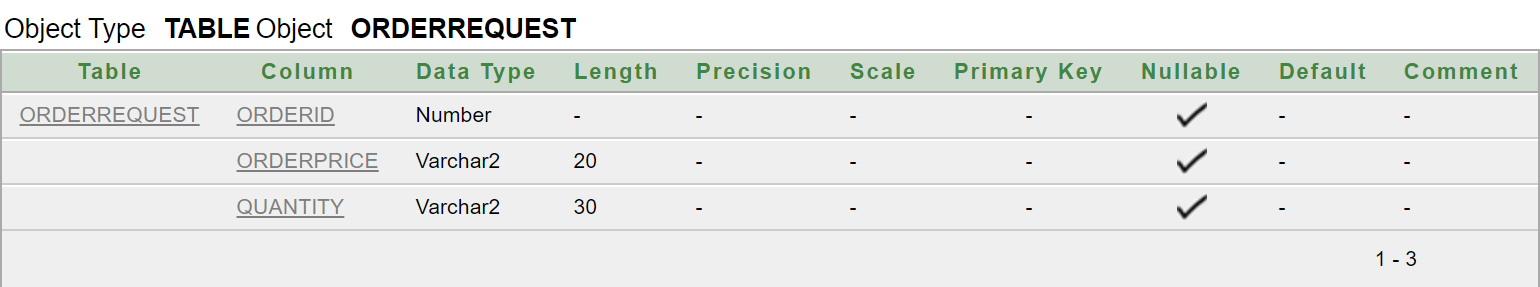 Object Type TABLE Object ORDERREQUEST
Table Column Data Type Length Precision Scale Primary Key Nullable Default Comment
ORDERREQUEST ORDERID Number - - - - - -
ORDERPRICE Varchar2 20 - - - - -
QUANTITY Varchar2 30 - - - - -
1 - 3